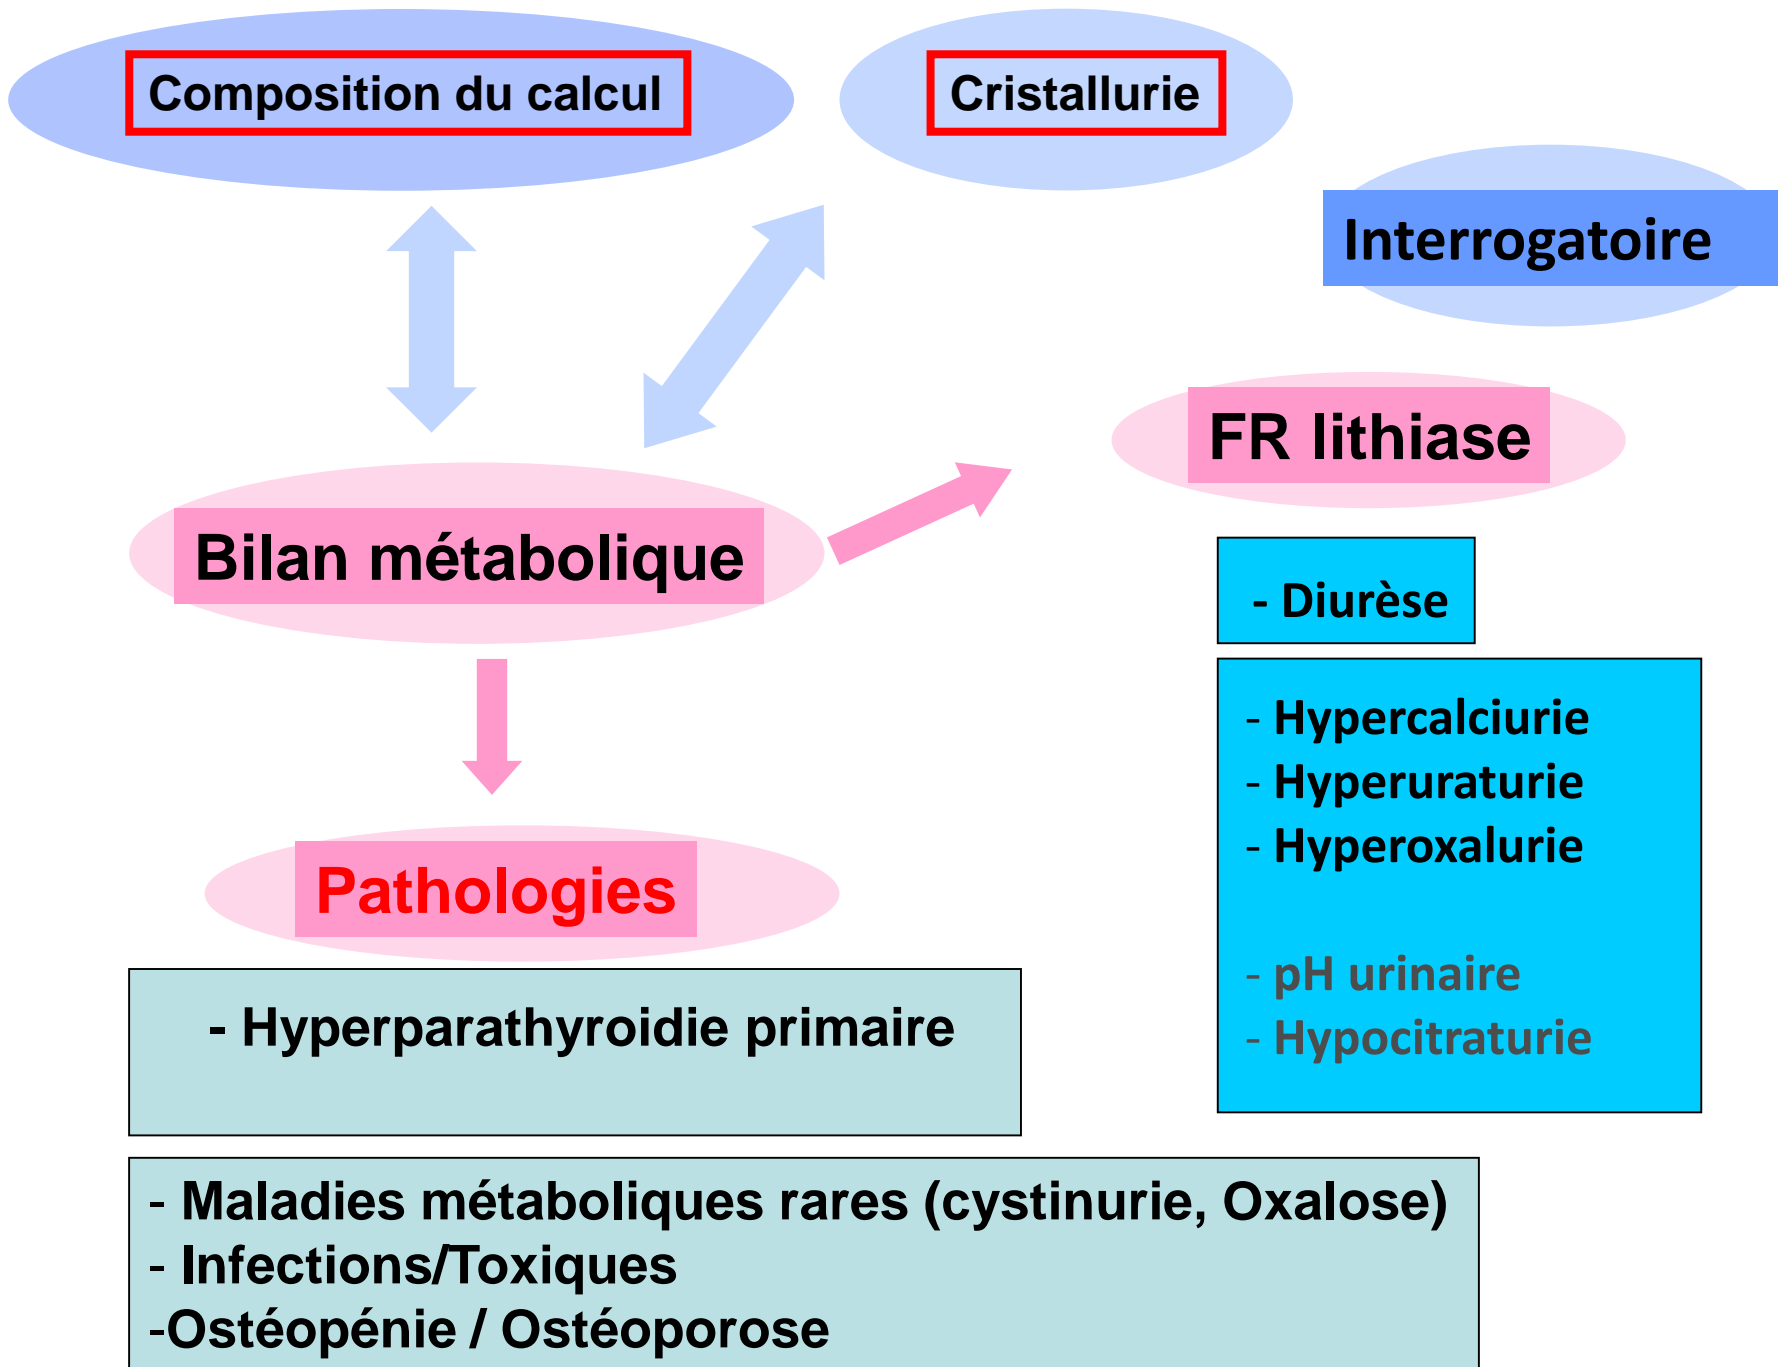 Composition du calcul
Cristallurie
Interrogatoire
FR lithiase
Bilan métabolique
- Diurèse
- Hypercalciurie
- Hyperuraturie
- Hyperoxalurie
- pH urinaire
- Hypocitraturie
Pathologies
- Hyperparathyroidie primaire
- Maladies métaboliques rares (cystinurie, Oxalose)
- Infections/Toxiques
-Ostéopénie / Ostéoporose